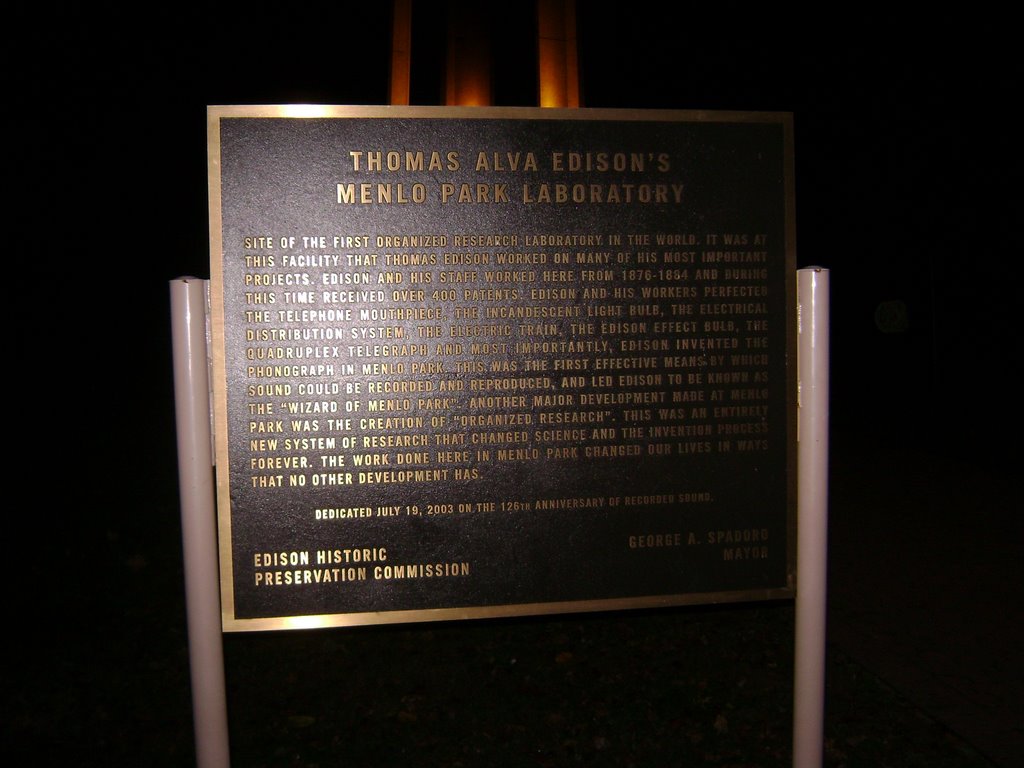 THOMAS ALVA EDISON'S
MENLO PARK LABORATORY
SITE OF THE FIRST ORGANIZED RESEARCH LABORATORY IN THE WORLD. IT WAS AT
THIS FACILITY THAT THOMAS EDISON WORKED ON MANY OF HIS MOST IMPORTANT
PROJECTS. EDISON AND HIS STAFF WORKED HERE FROM 1876-1884 AND DURING
THIS TIME RECEIVED OVER 400 PATENTS. EDISON AND HIS WORKERS PERFECTED
THE TELEPHONE MOUTHPIECE, THE INCANDESCENT LIGHT BULB, THE ELECTRICAL
DISTRIBUTION SYSTEM, THE ELECTRIC TRAIN, THE EDISON EFFECT BULB, THE
QUADRUPLEX TELEGRAPH AND MOST IMPORTANTLY, EDISON INVENTED THE
PHONOGRAPH IN MENLO PARK. THIS WAS THE FIRST EFFECTIVE MEANS BY WHICH
SOUND COULD BE RECORDED AND REPRODUCED, AND LED EDISON TO BE KNOWN AS
THE "WIZARD OF MENLO PARK". ANOTHER MAJOR DEVELOPMENT MADE AT MENLO
PARK WAS THE CREATION OF "ORGANIZED RESEARCH". THIS WAS AN ENTIRELY
NEW SYSTEM OF RESEARCH THAT CHANGED SCIENCE AND THE INVENTION PROCESS
FOREVER. THE WORK DONE HERE IN MENLO PARK CHANGED OUR LIVES IN WAYS
THAT NO OTHER DEVELOPMENT HAS.
DEDICATED JULY 19, 2003 ON THE 126TH ANNIVERSARY OF RECORDED SOUND.
EDISON HISTORIC
PRESERVATION COMMISSION
GEORGE A. SPADORO
MAYOR